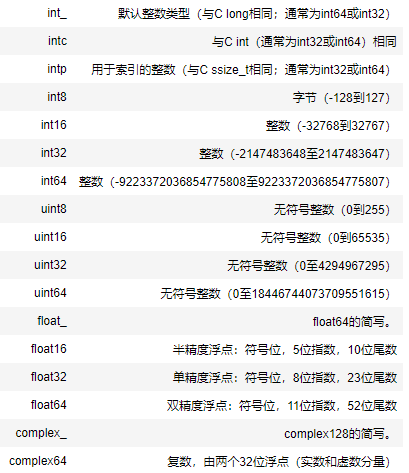 int_ 默认整数类型（与C long相同；通常为int64或int32）
intc 与C int（通常为int32或int64）相同
intp 用于索引的整数（与C ssize_t相同；通常为int32或int64）
int8 字节（-128到127）
int16 整数（-32768到32767）
int32 整数（-2147483648至2147483647）
int64 整数（-9223372036854775808至9223372036854775807）
uint8 无符号整数（0到255）
uint16 无符号整数（0到65535）
uint32 无符号整数（0至4294967295）
uint64 无符号整数（0至18446744073709551615）
float_ float64的简写。
float16 半精度浮点：符号位，5位指数，10位尾数
float32 单精度浮点：符号位，8位指数，23位尾数
float64 双精度浮点：符号位，11位指数，52位尾数
complex_ complex128的简写。
complex64 复数，由两个32位浮点（实数和虚数分量）